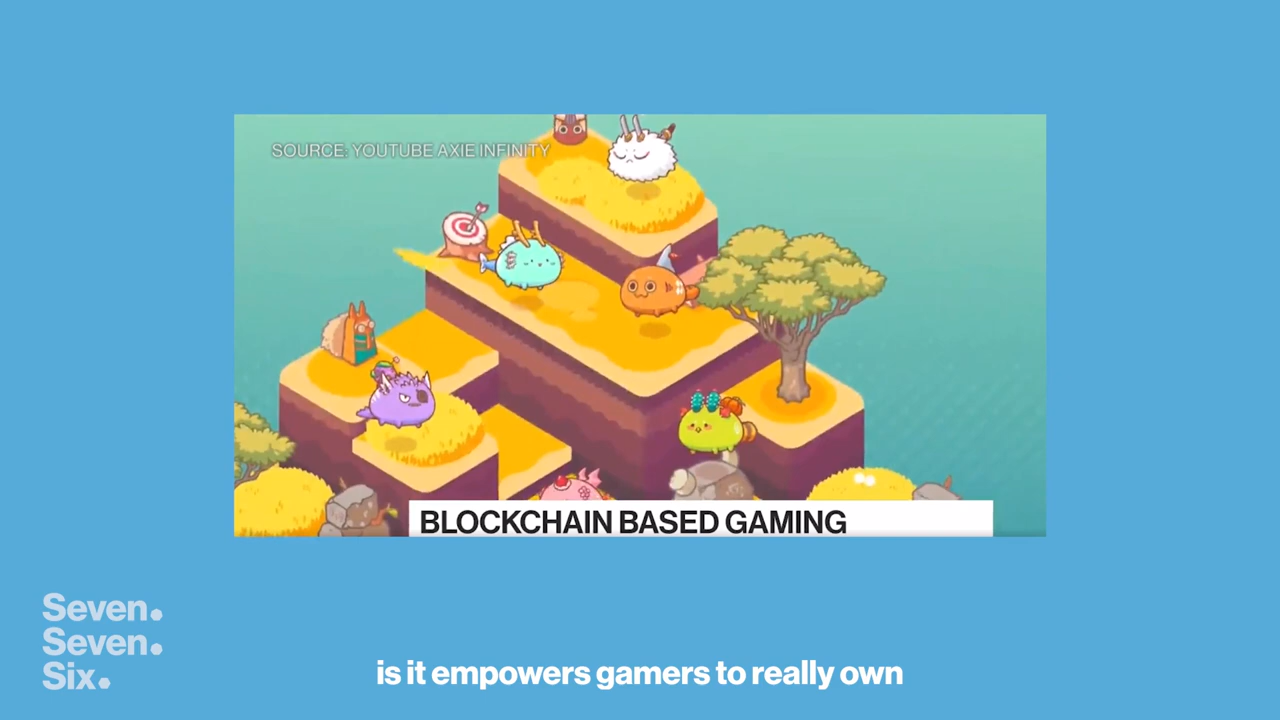 SOURCE: YOUTUBE AXIE INFINITY
BLOCKCHAIN BASED GAMING
Seven.
Seven.
Six.
is it empowers gamers to really own